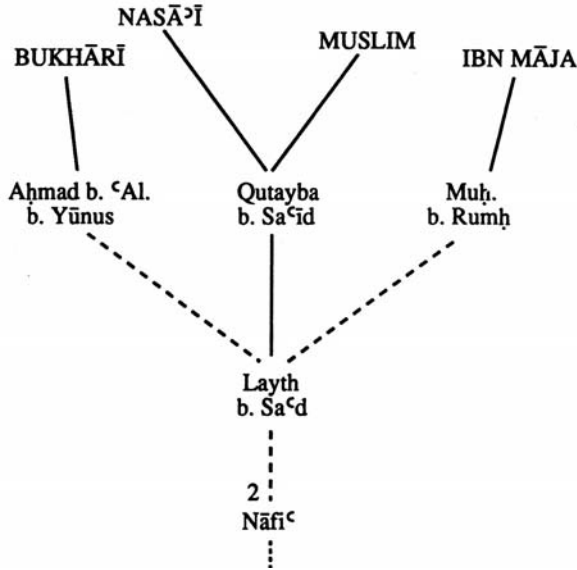 NASĀʾĪ
MUSLIM
BUKHĀRĪ
IBN MĀJA
Aḥmad b. ʿAl.
b. Yūnus
Qutayba
b. Saʿīd
Muḥ.
b. Rumḥ
Layth
b. Saʿd
2
Nāfiʿ